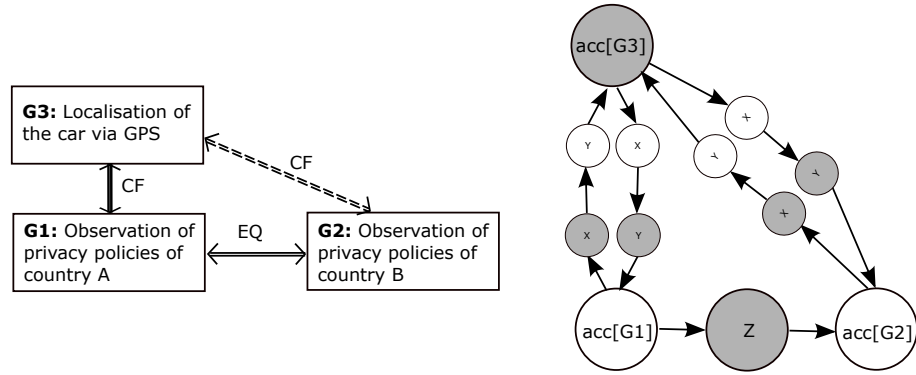 G3: Localisation of
the car via GPS
CF
CF
G1: Observation of
privacy policies of
country A
EQ
G2: Observation of
privacy policies of
country B
acc[G3]
Y
X
X
Y
X
Y
Y
X
acc[G1]
Z
acc[G2]